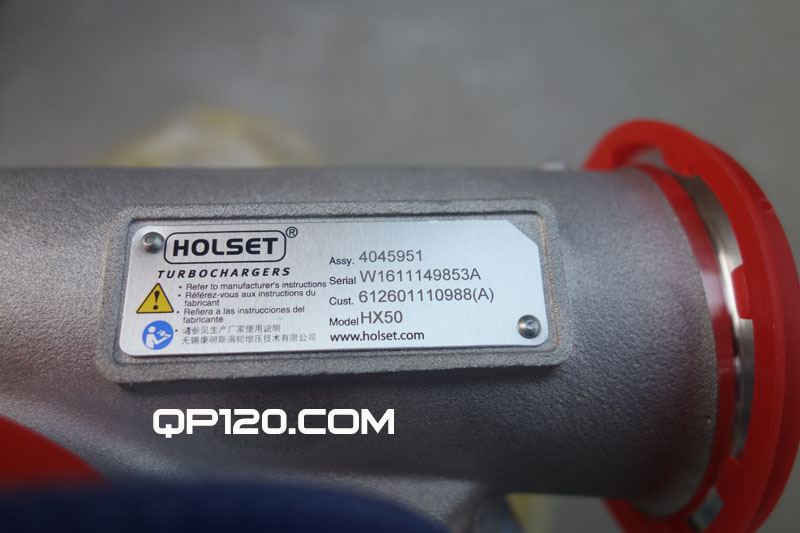 HOLSET®
TURBOCHARGERS
• Refer to manufacturer's instructions
• Référez-vous aux instructions du
fabricant
• Refiera a las instrucciones del
fabricante
• 请参见生产厂家使用说明
无锡康明斯涡轮增压技术有限公司
Assy. 4045951
Serial W1611149853A
Cust. 612601110988(A)
Model HX50
www.holset.com
QP120.COM